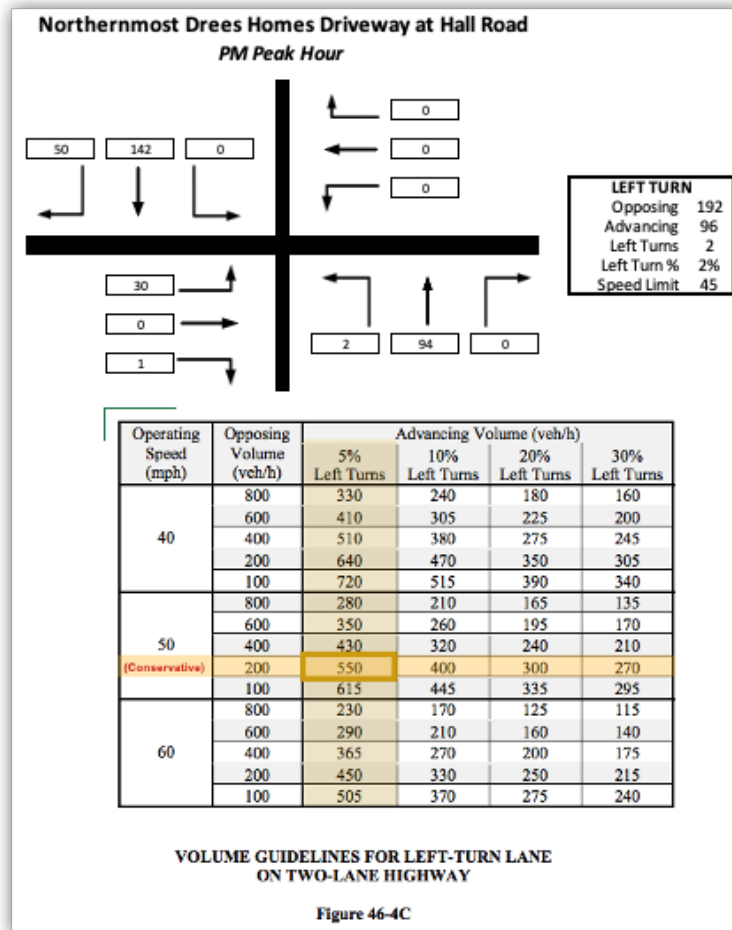 Northernmost Drees Homes Driveway at Hall Road
PM Peak Hour
0
50 142 0
0
0
LEFT TURN
Opposing 192
Advancing 96
Left Turns 2
Left Turn % 2%
Speed Limit 45
30
0
1
2 94 0
Operating Speed (mph) Opposing Volume (veh/h) Advancing Volume (veh/h)
5% Left Turns 10% Left Turns 20% Left Turns 30% Left Turns
40 800 330 240 180 160
600 410 305 225 200
400 510 380 275 245
200 640 470 350 305
100 720 515 390 340
50 (Conservative) 800 280 210 165 135
600 350 260 195 170
400 430 320 240 210
200 550 400 300 270
100 615 445 335 295
60 800 230 170 125 115
600 290 210 160 140
400 365 270 200 175
200 450 330 250 215
100 505 370 275 240
VOLUME GUIDELINES FOR LEFT-TURN LANE
ON TWO-LANE HIGHWAY
Figure 46-4C